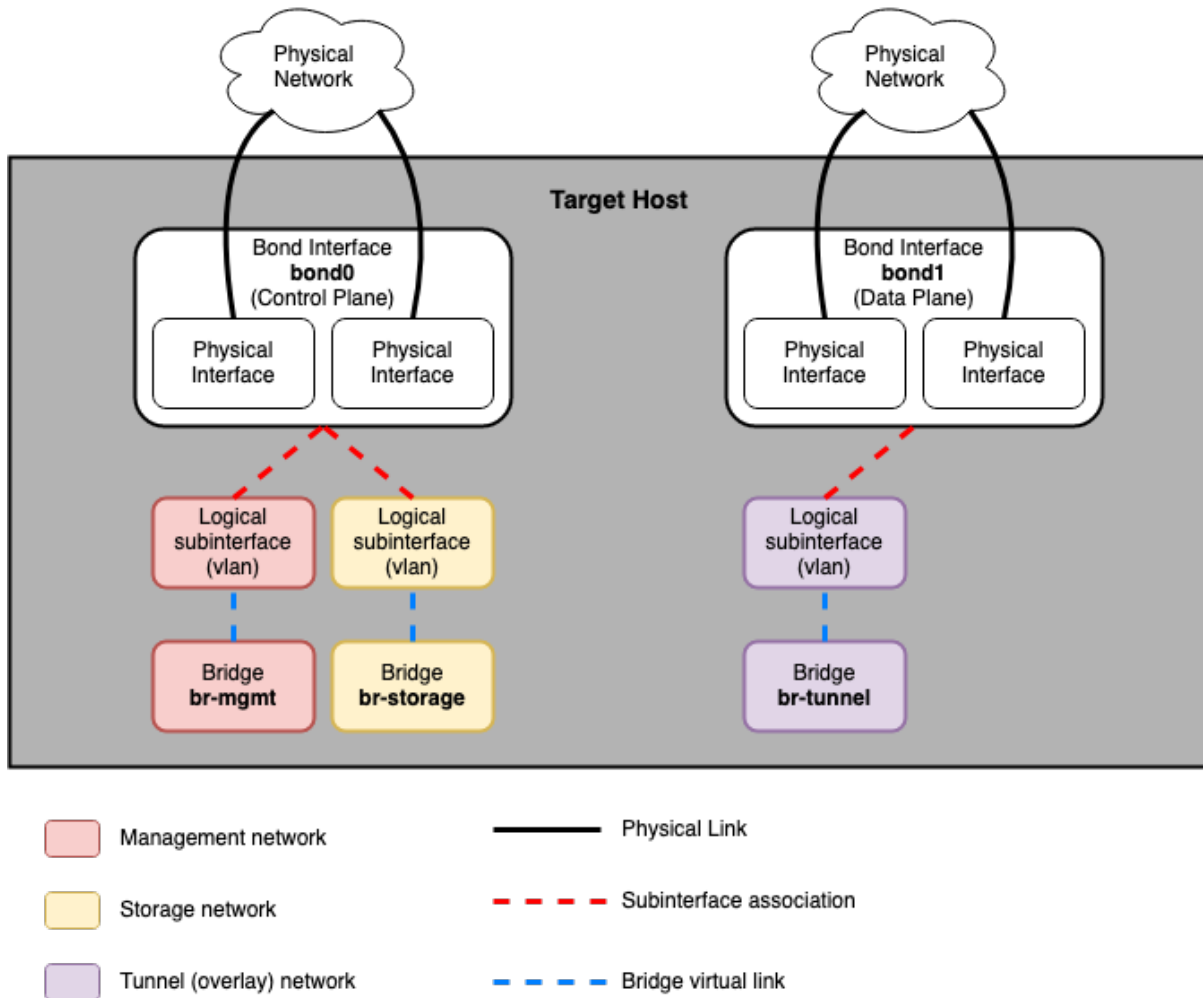 Physical
Network
Physical
Network
Target Host
Bond Interface
bond0
(Control Plane)
Physical
Interface
Physical
Interface
Bond Interface
bond1
(Data Plane)
Physical
Interface
Physical
Interface
Logical
subinterface
(vlan)
Logical
subinterface
(vlan)
Logical
subinterface
(vlan)
Bridge
br-mgmt
Bridge
br-storage
Bridge
br-tunnel
Management network
Physical Link
Storage network
Subinterface association
Tunnel (overlay) network
Bridge virtual link